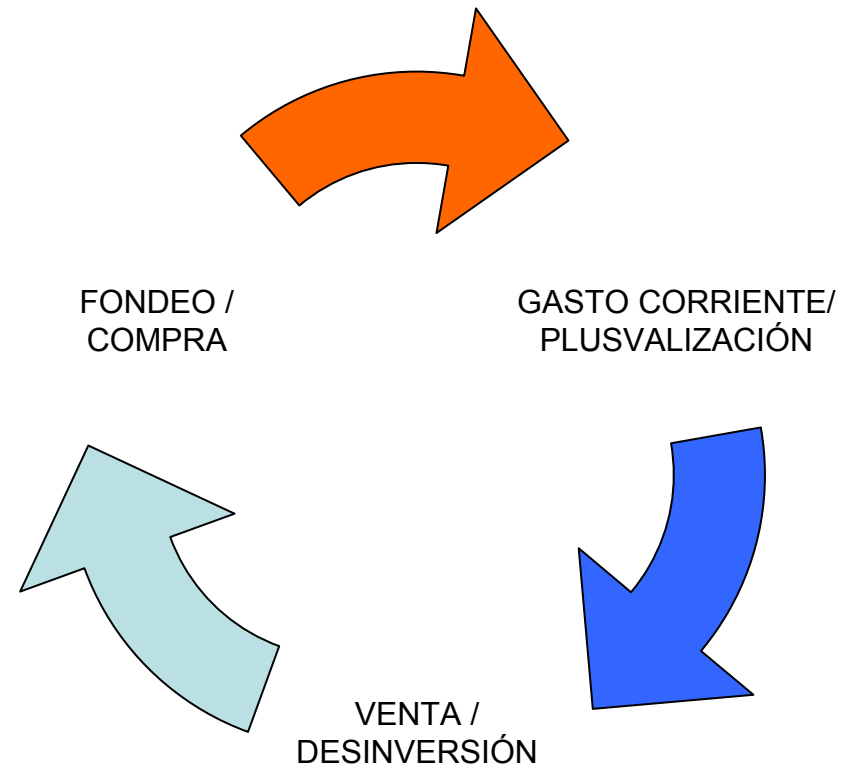 FONDEO /
COMPRA
GASTO CORRIENTE/
PLUSVALIZACIÓN
VENTA /
DESINVERSIÓN